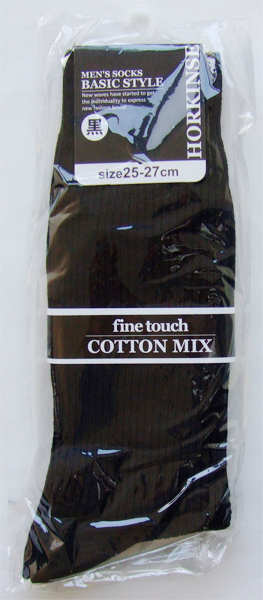 MEN'S SOCKS
BASIC STYLE
New waves have started to get
the individuality to express
new fashion
黒
HORKINSE
size25-27cm
fine touch
COTTON MIX